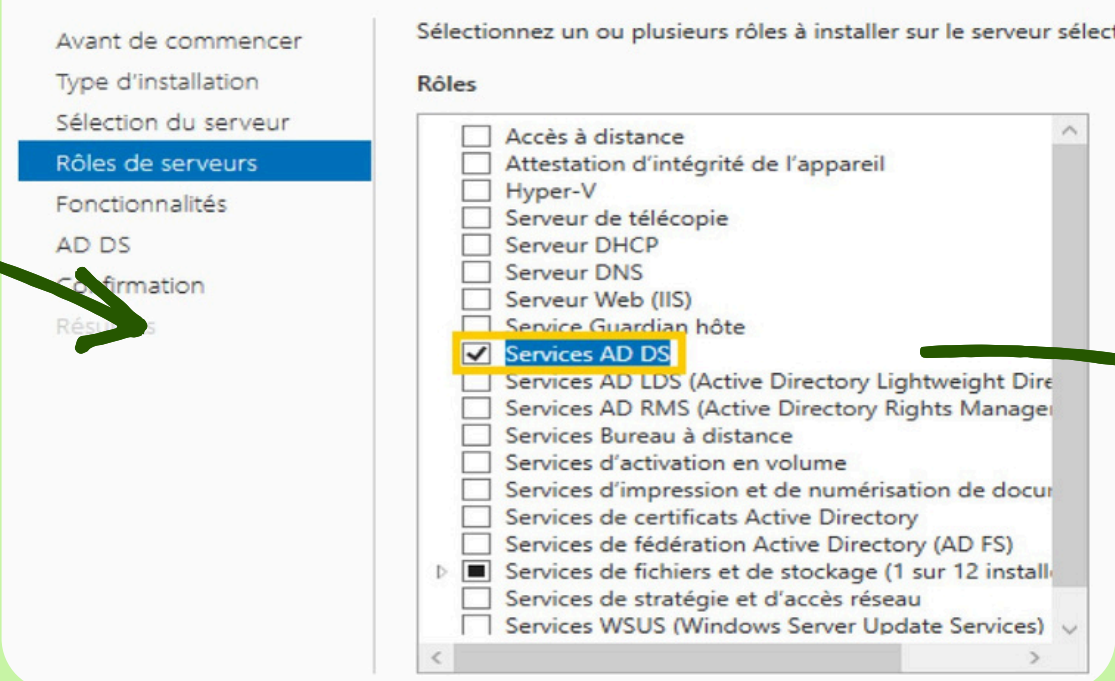 Avant de commencer
Type d'installation
Sélection du serveur
Rôles de serveurs
Fonctionnalités
AD DS
Confirmation
Sélectionnez un ou plusieurs rôles à installer sur le serveur sélect
Rôles
Accès à distance
Attestation d'intégrité de l'appareil
Hyper-V
Serveur de télécopie
Serveur DHCP
Serveur DNS
Serveur Web (IIS)
Service Guardian hôte
Services AD DS
Services AD LDS (Active Directory Lightweight Dire
Services AD RMS (Active Directory Rights Manage
Services Bureau à distance
Services d'activation en volume
Services d'impression et de numérisation de docu
Services de certificats Active Directory
Services de fédération Active Directory (AD FS)
Services de fichiers et de stockage (1 sur 12 install
Services de stratégie et d'accès réseau
Services WSUS (Windows Server Update Services)